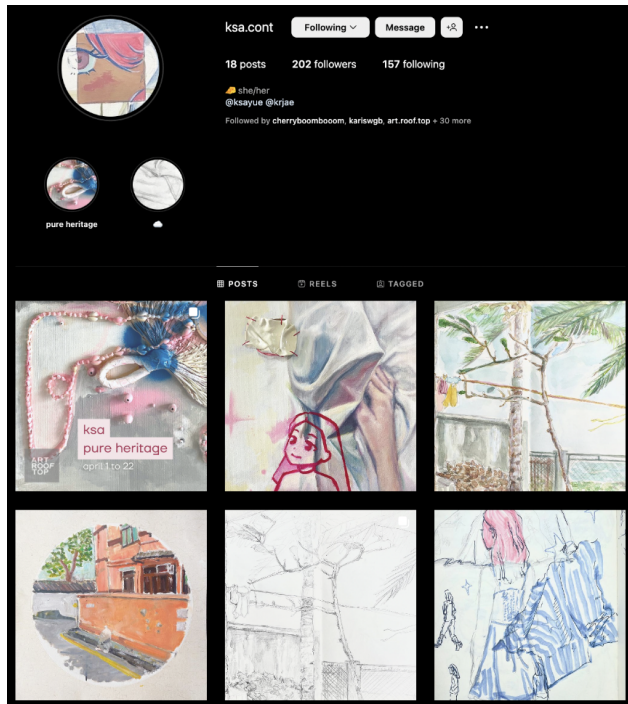 ksa.cont Following Message
18 posts 202 followers 157 following
she/her
@ksayue @krjae
Followed by cherryboombooom, kariswgb, art.roof.top + 30 more
pure heritage
POSTS REELS TAGGED
ksa
pure heritage
april 1 to 22
ART
ROOF
TOP